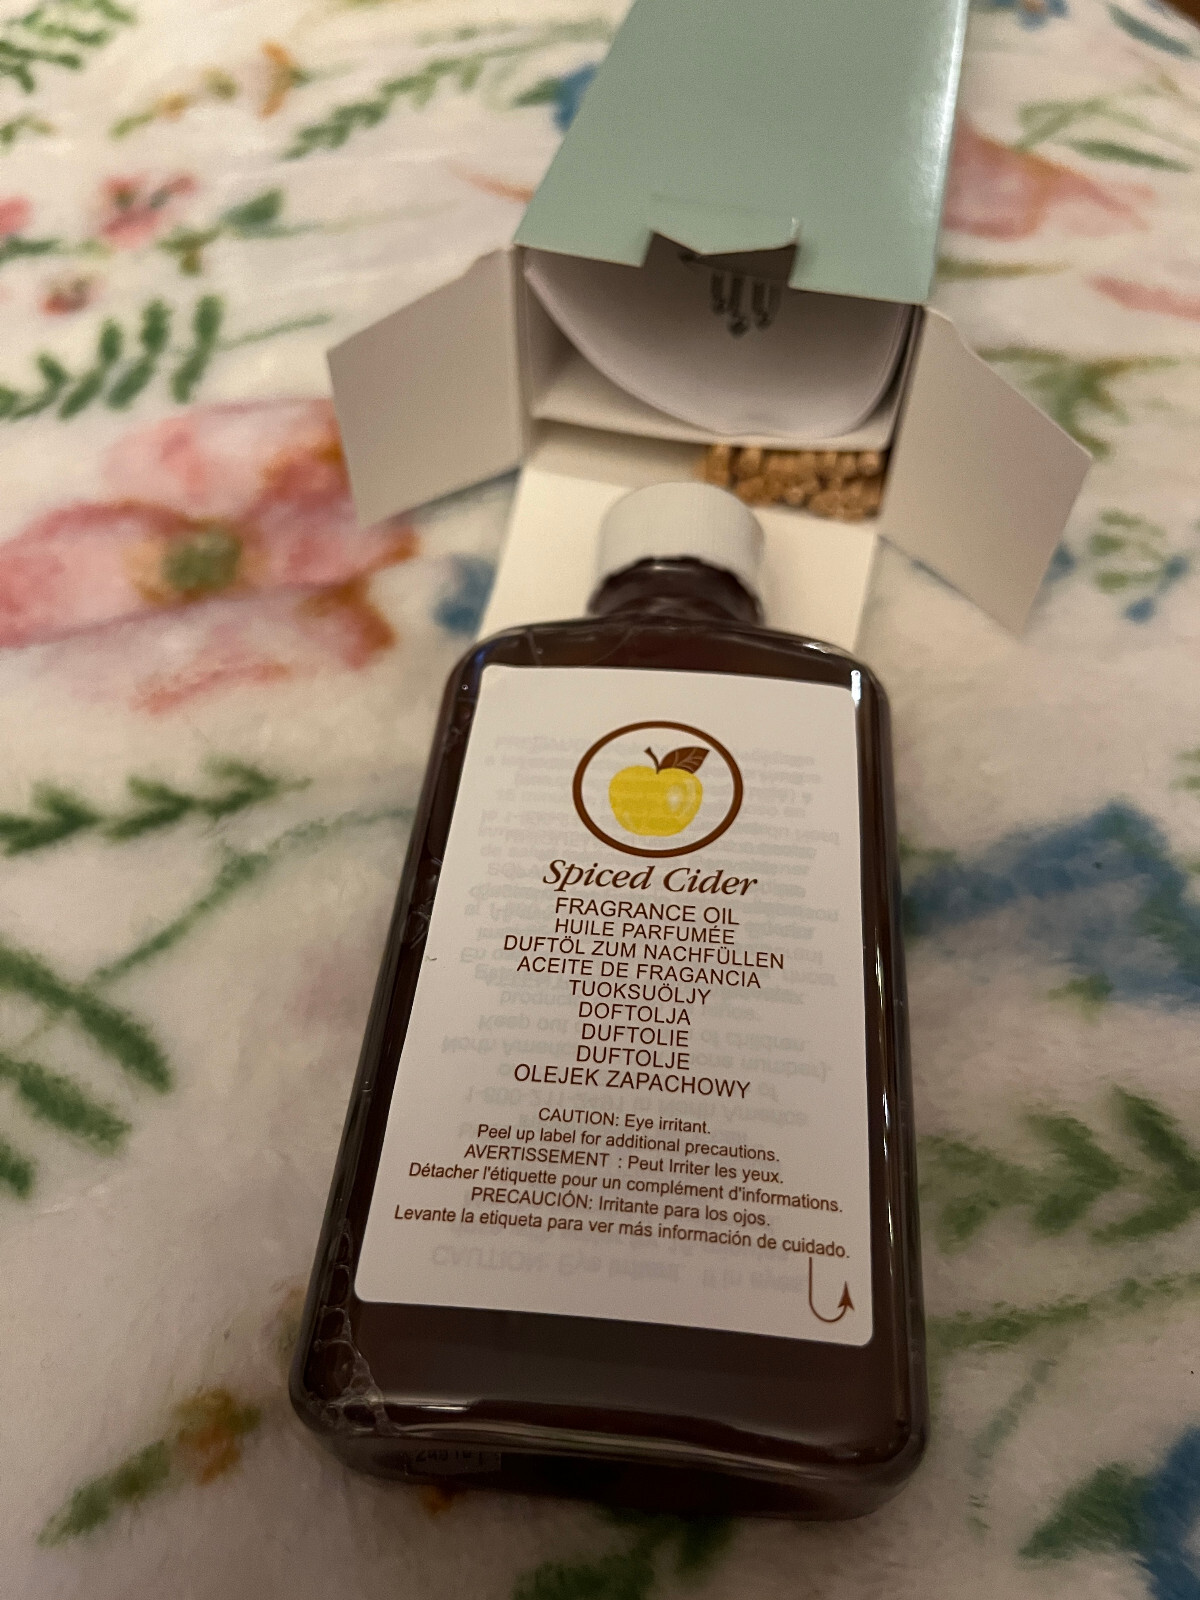 Spiced Cider
FRAGRANCE OIL
HUILE PARFUMÉE
DUFTÖL ZUM NACHFÜLLEN
ACEITE DE FRAGANCIA
TUOKSUÖLJY
DOFTOLJA
DUFTOLIE
DUFTOLJE
OLEJEK ZAPACHOWY
CAUTION: Eye irritant.
Peel up label for additional precautions.
AVERTISSEMENT : Peut Irriter les yeux.
Détacher l'étiquette pour un complément d'informations.
PRECAUCIÓN: Irritante para los ojos.
Levante la etiqueta para ver más información de cuidado.